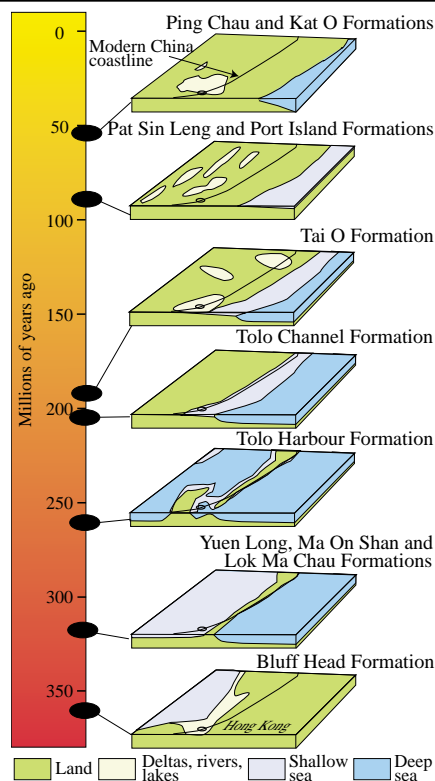 Ping Chau and Kat O Formations
0
Modern China
coastline
50
Pat Sin Leng and Port Island Formations
100
Tai O Formation
Millions of years ago
150
Tolo Channel Formation
200
Tolo Harbour Formation
250
Yuen Long, Ma On Shan and
Lok Ma Chau Formations
300
Bluff Head Formation
350
Hong Kong
Land
Deltas, rivers,
lakes
Shallow
sea
Deep
sea